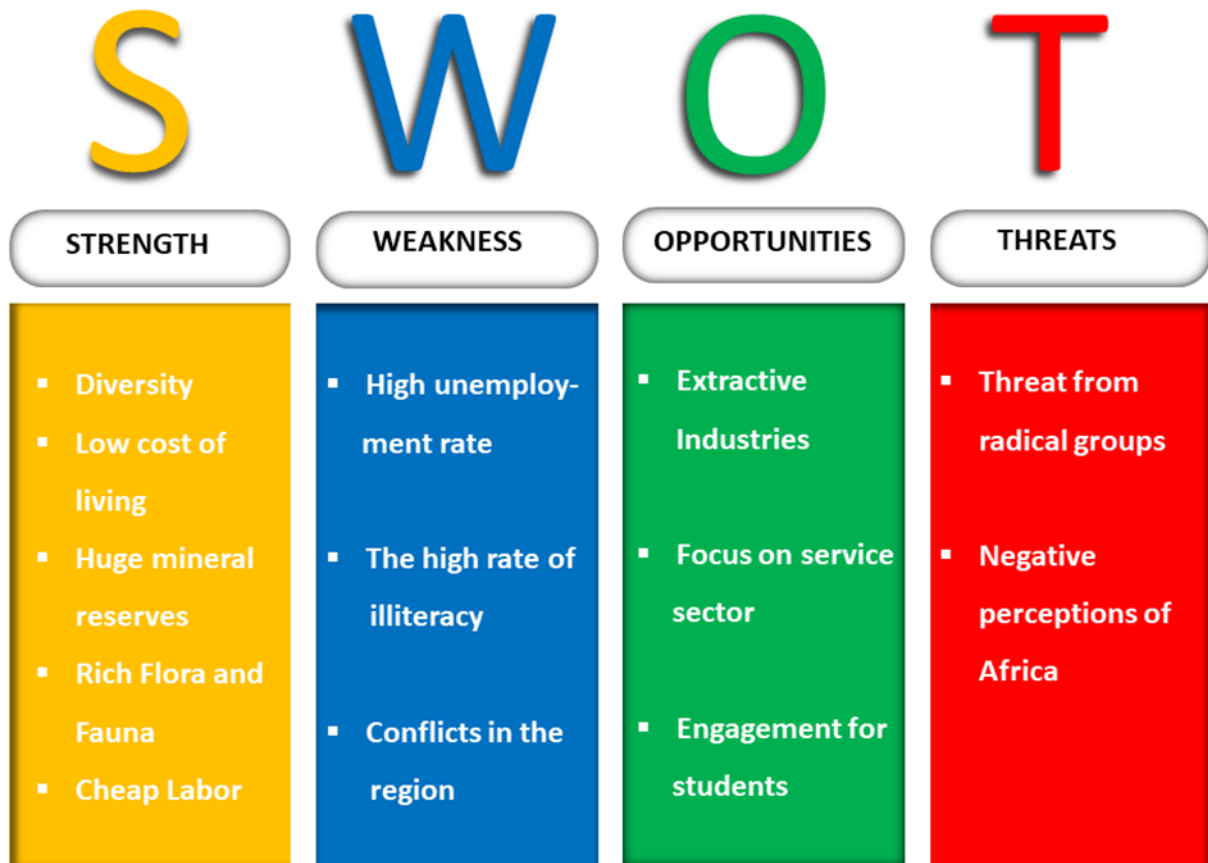 S
W
O
T
STRENGTH
WEAKNESS
OPPORTUNITIES
THREATS
▪ Diversity
▪ Low cost of
living
▪ Huge mineral
reserves
▪ Rich Flora and
Fauna
▪ Cheap Labor
▪ High unemploy-
ment rate
▪ The high rate of
illiteracy
▪ Conflicts in the
region
▪ Extractive
Industries
▪ Focus on service
sector
▪ Engagement for
students
▪ Threat from
radical groups
▪ Negative
perceptions of
Africa